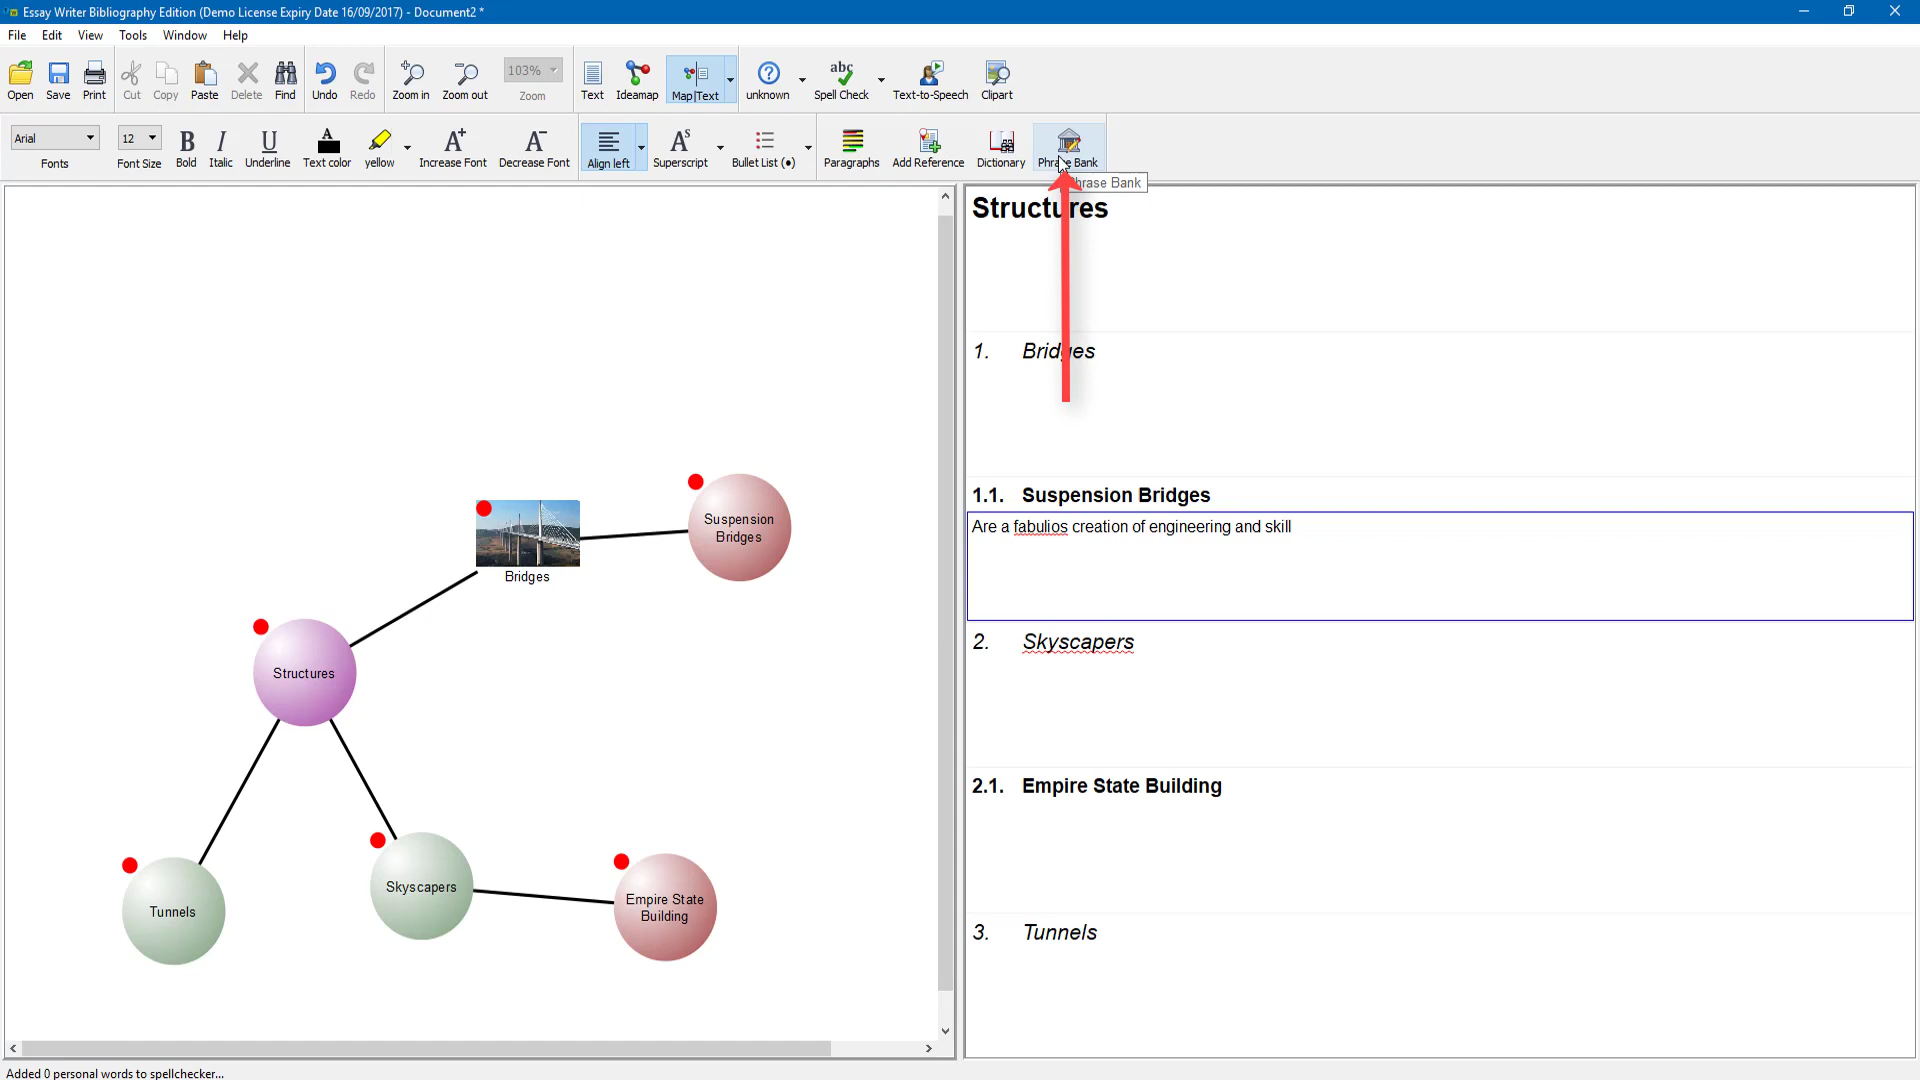 Essay Writer Bibliography Edition (Demo License Expiry Date 16/09/2017) - Document2 *
File Edit View Tools Window Help
Open Save Print Cut Copy Paste Delete Find Undo Redo Zoom in Zoom out 103% Zoom Text Ideamap Map|Text unknown abc Spell Check Text-to-Speech Clipart
Arial Fonts 12 Font Size B Bold I Italic U Underline A Text color yellow A+ Increase Font A- Decrease Font Align left AS Superscript Bullet List (•) Paragraphs Add Reference Dictionary Phrase Bank
Phrase Bank
Structures
1. Bridges
1.1. Suspension Bridges
Are a fabulios creation of engineering and skill
2. Skyscapers
2.1. Empire State Building
3. Tunnels
Suspension
Bridges
Bridges
Structures
Skyscapers
Empire State
Building
Tunnels
Added 0 personal words to spellchecker...